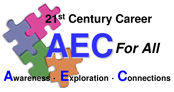 21st Century Career
AEC For All
Awareness · Exploration · Connections